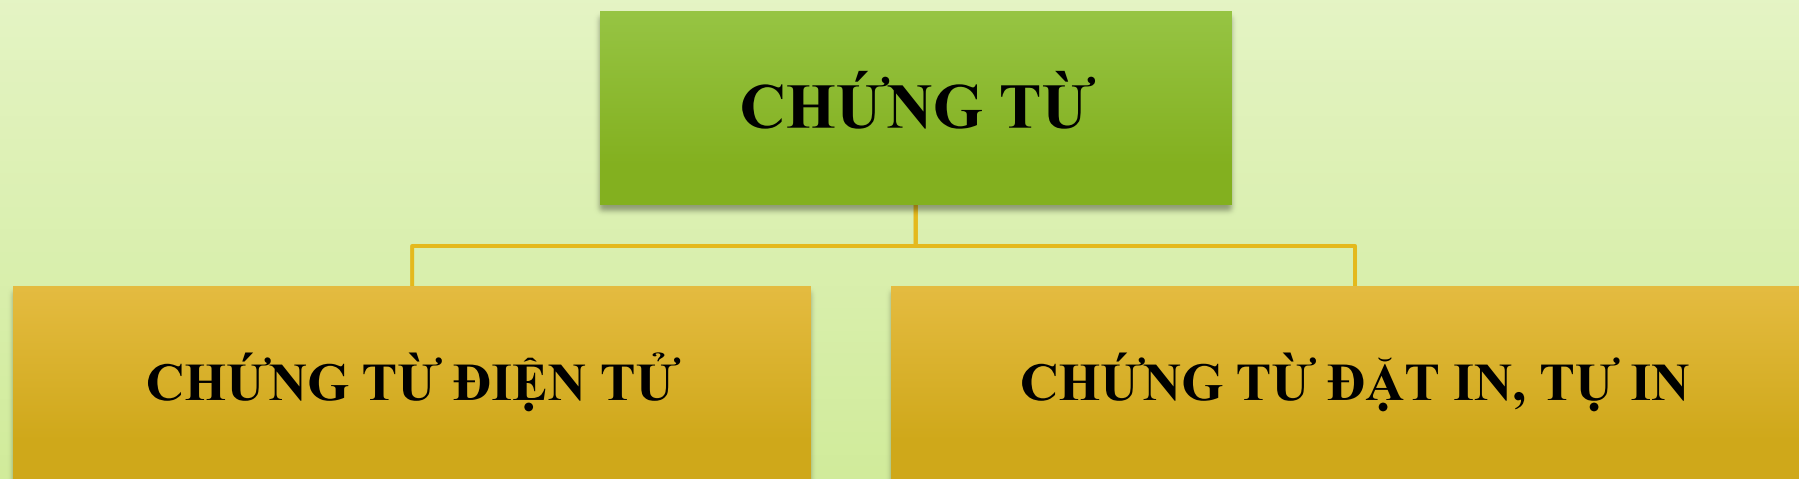 CHỨNG TỪ
CHỨNG TỪ ĐIỆN TỬ
CHỨNG TỪ ĐẶT IN, TỰ IN